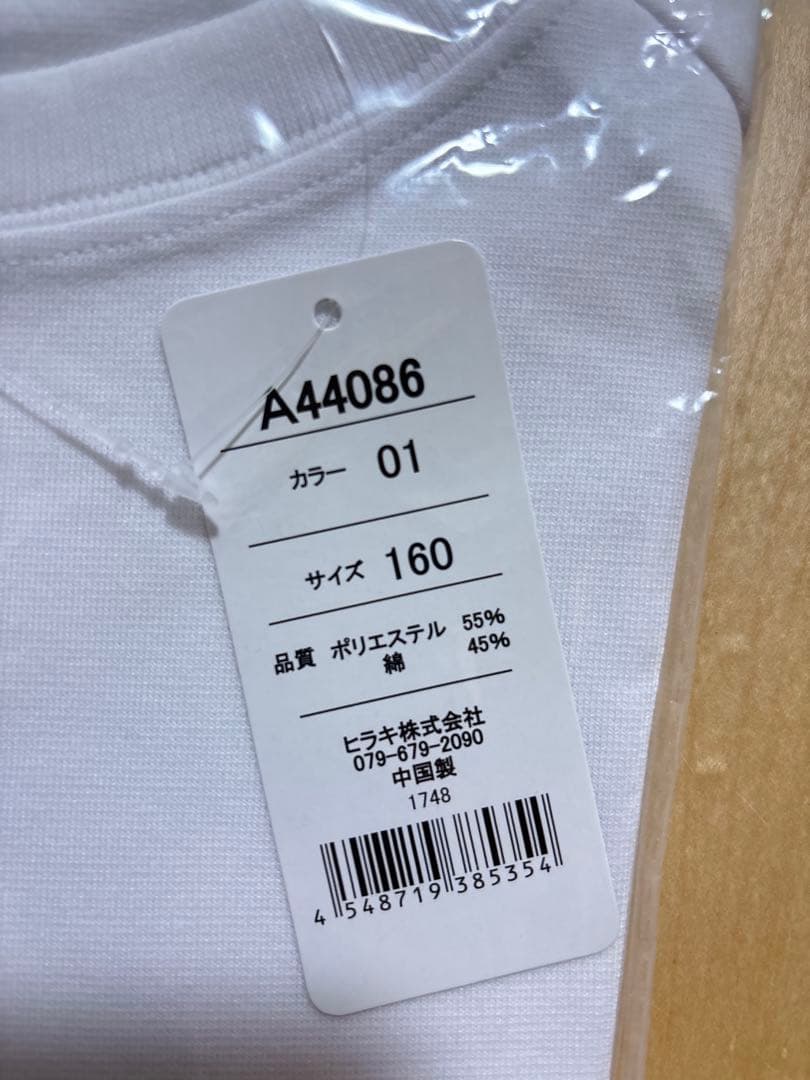 A44086
カラー 01
サイズ 160
品質 ポリエステル 55%
綿 45%
ヒラキ株式会社
079-679-2090
中国製
1748
4 548719 385354